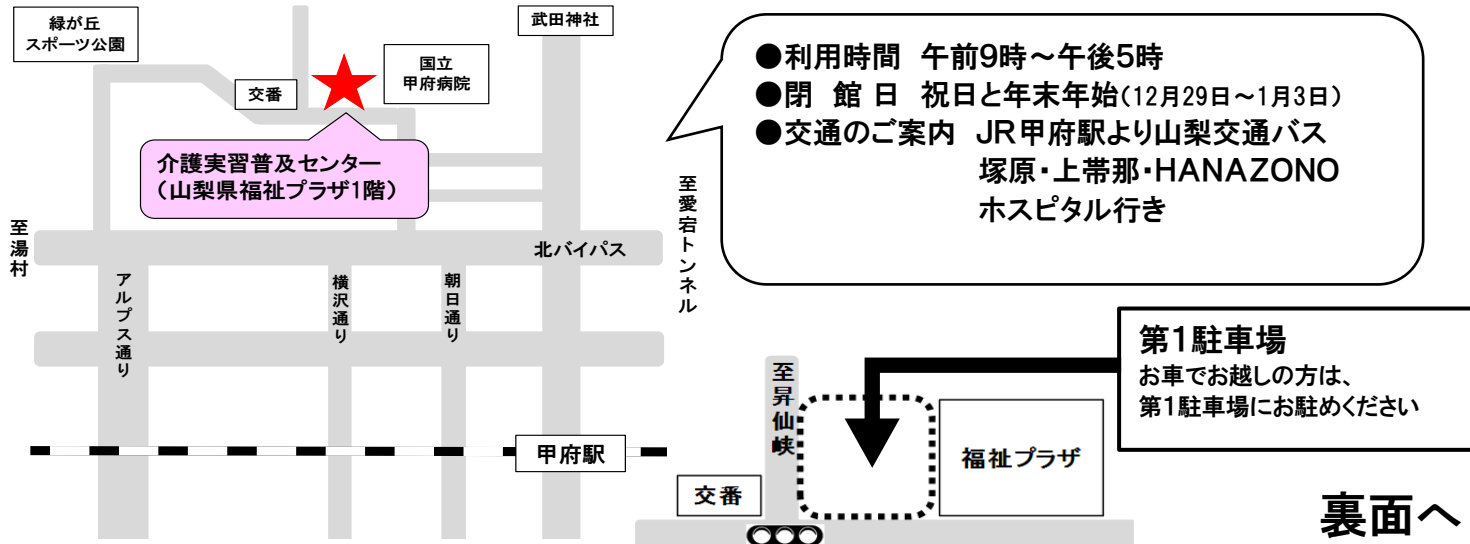 緑が丘
スポーツ公園
武田神社
国立
甲府病院
交番
介護実習普及センター
（山梨県福祉プラザ1階）
至湯村
北バイパス
至愛宕トンネル
アルプス通り
横沢通り
朝日通り
甲府駅
●利用時間 午前9時～午後5時
●閉 館 日 祝日と年末年始(12月29日～1月3日)
●交通のご案内 JR甲府駅より山梨交通バス
塚原・上帯那・HANAZONO
ホスピタル行き
第1駐車場
お車でお越しの方は、
第1駐車場にお駐めください
至昇仙峡
福祉プラザ
交番
裏面へ